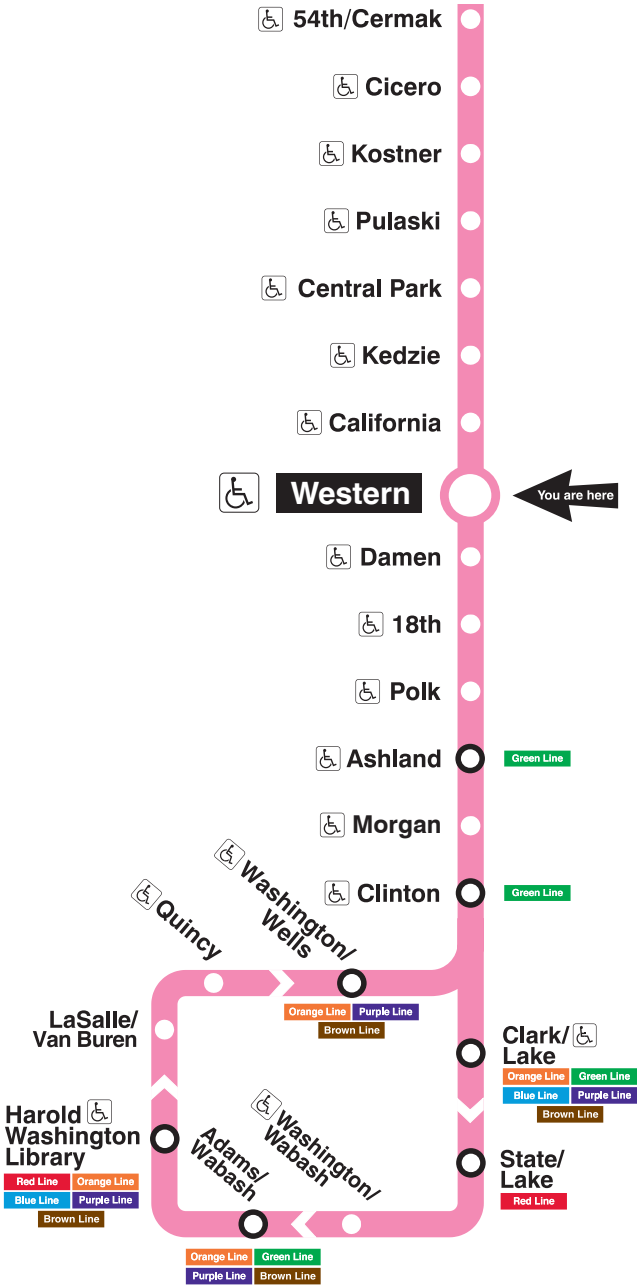 54th/Cermak
Cicero
Kostner
Pulaski
Central Park
Kedzie
California
Western
You are here
Damen
18th
Polk
Ashland
Green Line
Morgan
Clinton
Green Line
Washington/
Wells
Orange Line Purple Line
Brown Line
Quincy
LaSalle/
Van Buren
Clark/
Lake
Orange Line Green Line
Blue Line Purple Line
Brown Line
Harold
Washington
Library
Red Line Orange Line
Blue Line Purple Line
Brown Line
Adams/
Wabash
Orange Line Green Line
Purple Line Brown Line
Washington/
Wabash
State/
Lake
Red Line